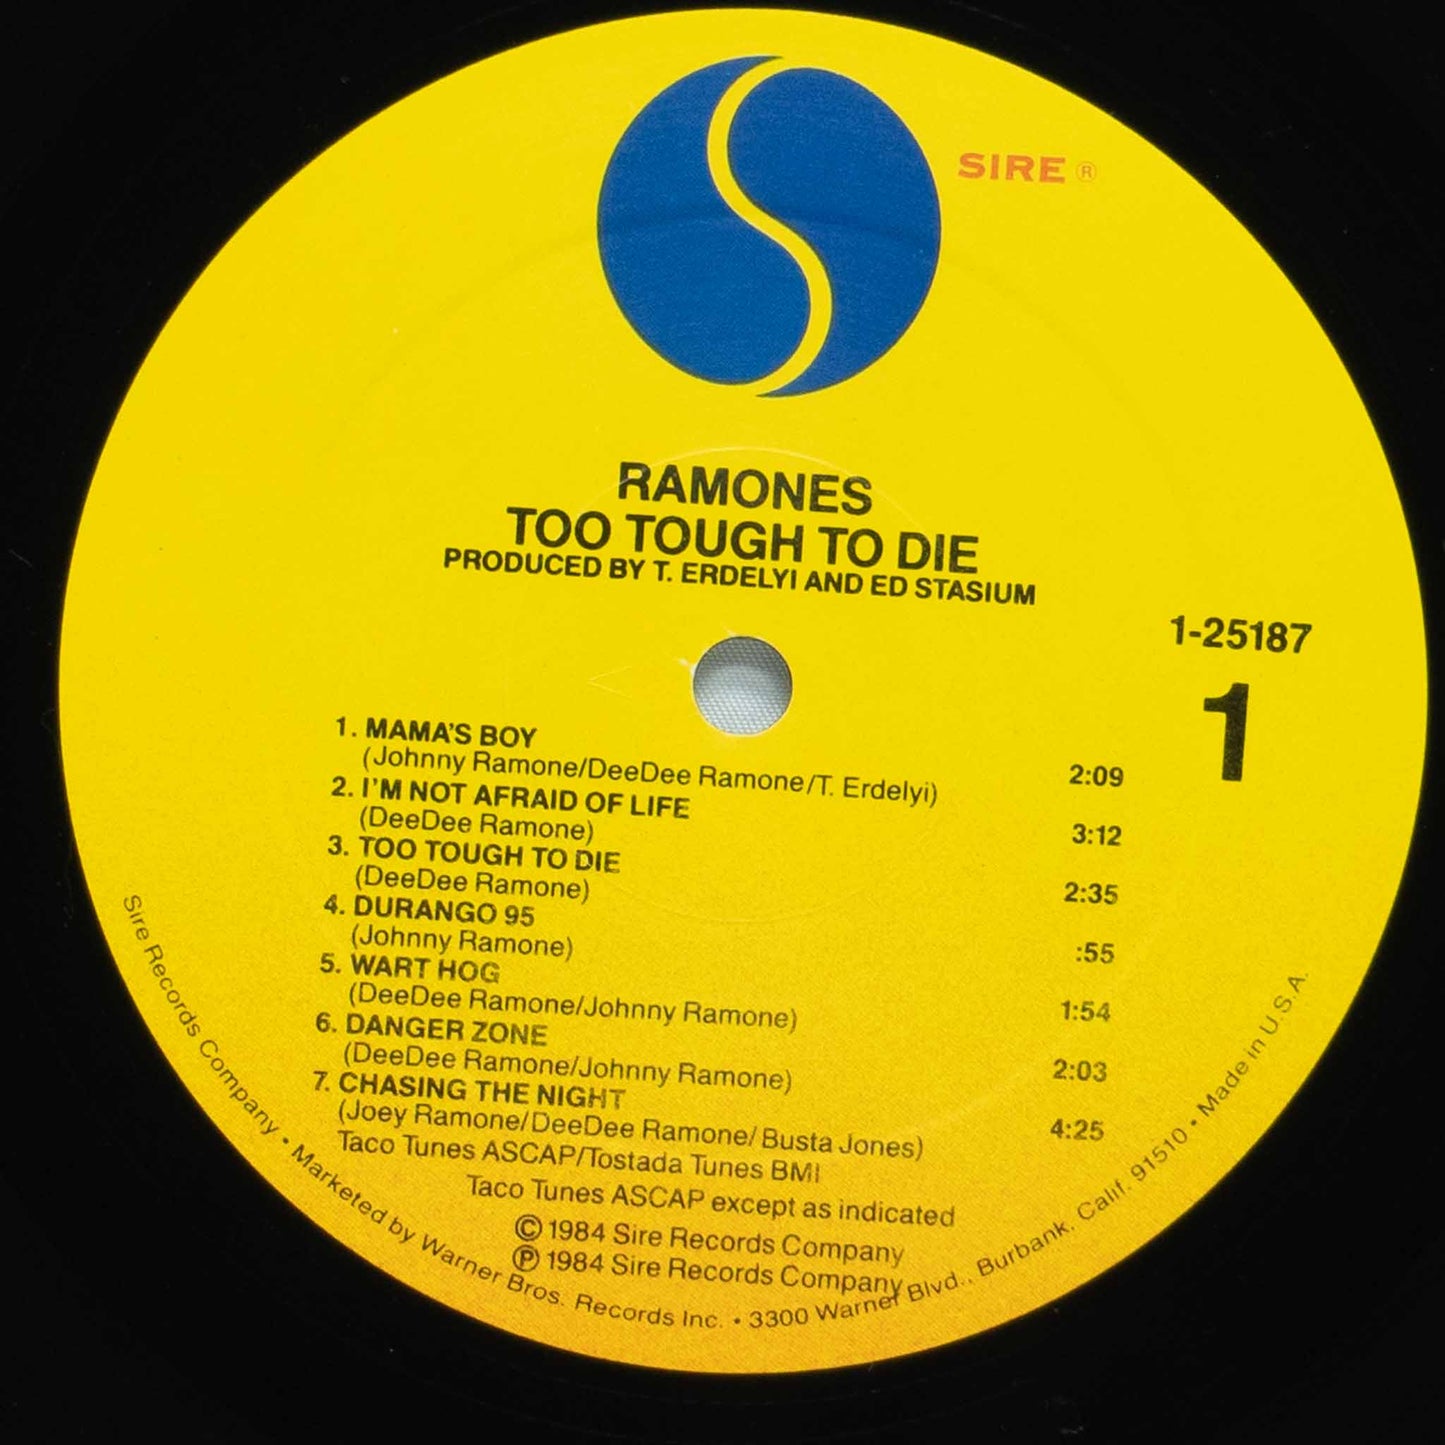 SIRE ®
RAMONES
TOO TOUGH TO DIE
PRODUCED BY T. ERDELYI AND ED STASIUM
1-25187
1
1. MAMA'S BOY
(Johnny Ramone/DeeDee Ramone/T. Erdelyi) 2:09
2. I'M NOT AFRAID OF LIFE
(DeeDee Ramone) 3:12
3. TOO TOUGH TO DIE
(DeeDee Ramone) 2:35
4. DURANGO 95
(Johnny Ramone) :55
5. WART HOG
(DeeDee Ramone/Johnny Ramone) 1:54
6. DANGER ZONE
(DeeDee Ramone/Johnny Ramone) 2:03
7. CHASING THE NIGHT
(Joey Ramone/DeeDee Ramone/Busta Jones) 4:25
Taco Tunes ASCAP/Tostada Tunes BMI
Taco Tunes ASCAP except as indicated
© 1984 Sire Records Company
℗ 1984 Sire Records Company
Sire Records Company • Marketed by Warner Bros. Records Inc. • 3300 Warner Blvd., Burbank, Calif. 91510 • Made in U.S.A.